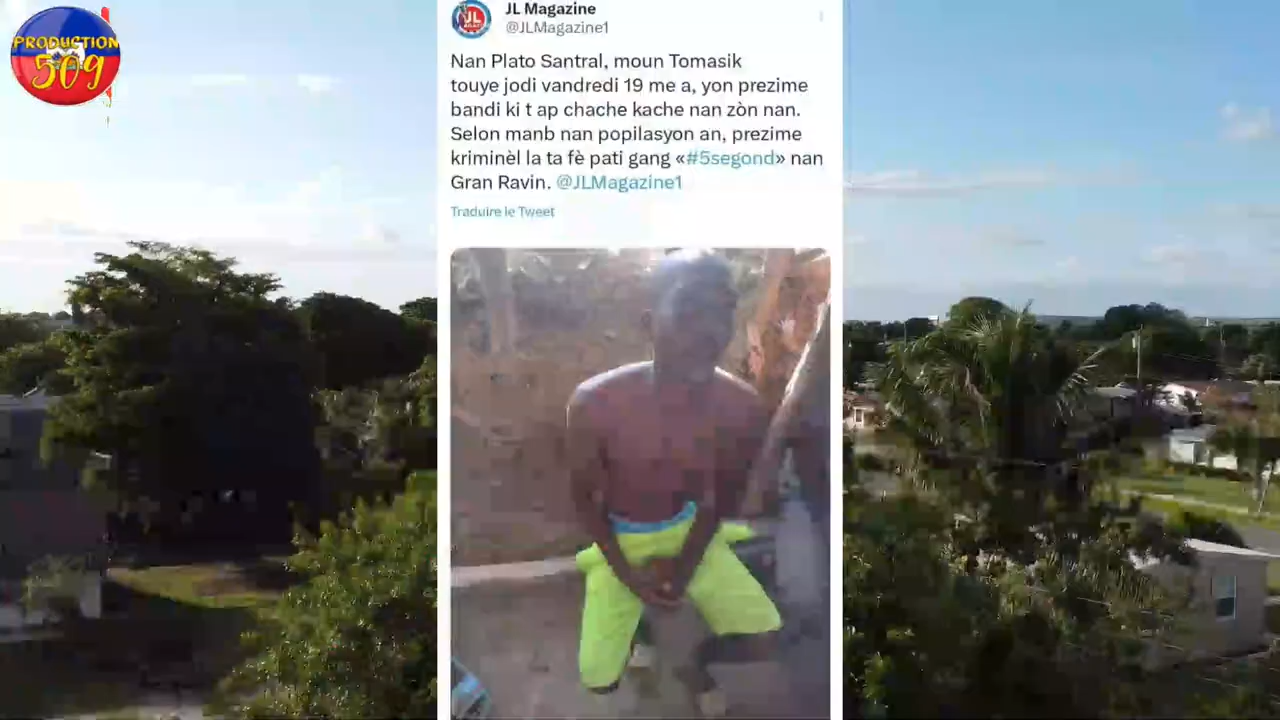 PRODUCTION
509
JL
JL Magazine
@JLMagazine1
Nan Plato Santral, moun Tomasik
touye jodi vandredi 19 me a, yon prezime
bandi ki t ap chache kache nan zòn nan.
Selon manb nan popilasyon an, prezime
kriminèl la ta fè pati gang «#5segond» nan
Gran Ravin. @JLMagazine1
Traduire le Tweet